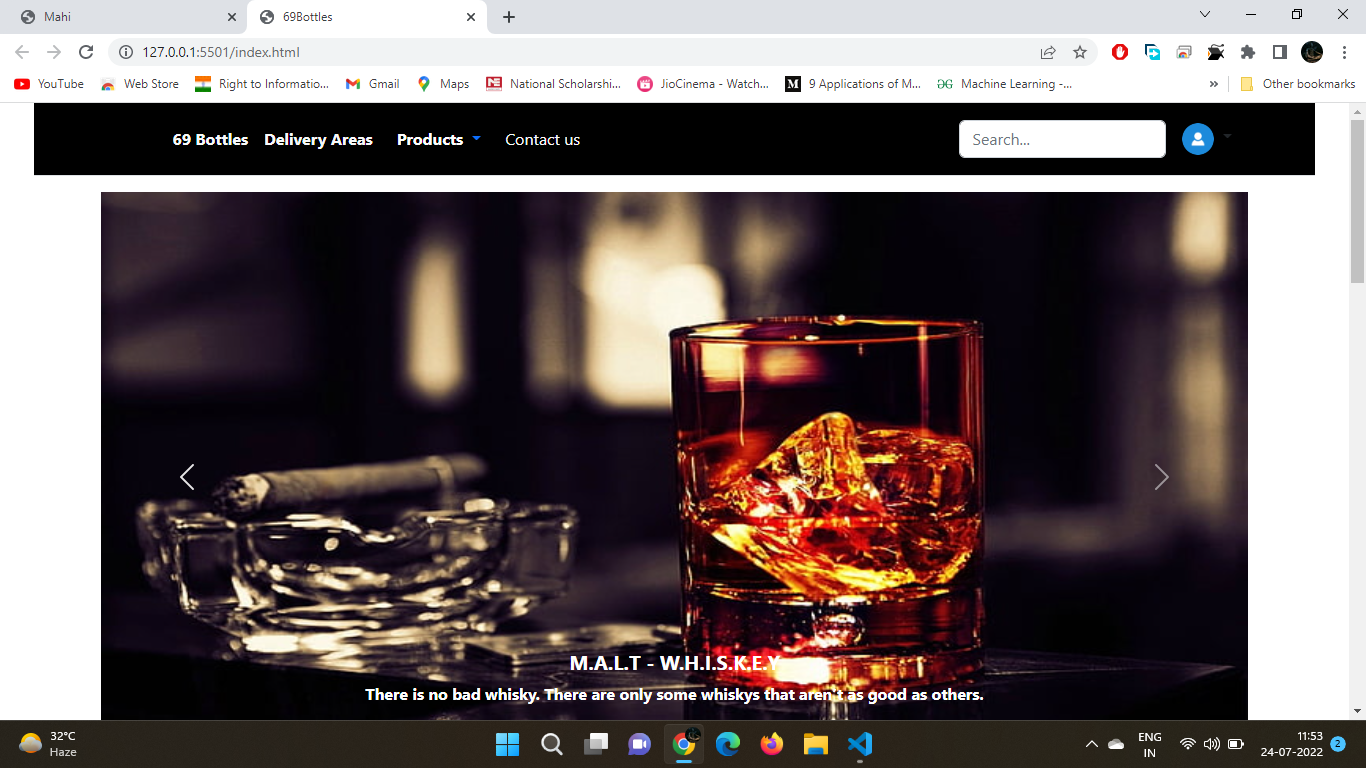 Mahi
69Bottles
127.0.0.1:5501/index.html
YouTube
Web Store
Right to Informatio...
Gmail
Maps
National Scholarshi...
JioCinema - Watch...
M
9 Applications of M...
Machine Learning -...
»
Other bookmarks
69 Bottles
Delivery Areas
Products
Contact us
Search...
M.A.L.T - W.H.I.S.K.E.Y
There is no bad whisky. There are only some whiskys that aren't as good as others.
32°C
Haze
ENG
IN
11:53
24-07-2022
2